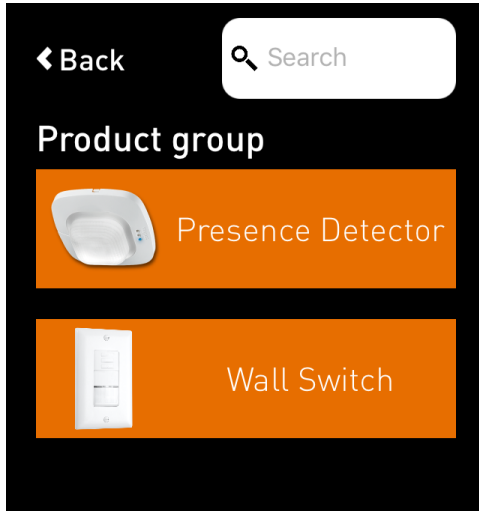 Back
Search
Product group
Presence Detector
Wall Switch